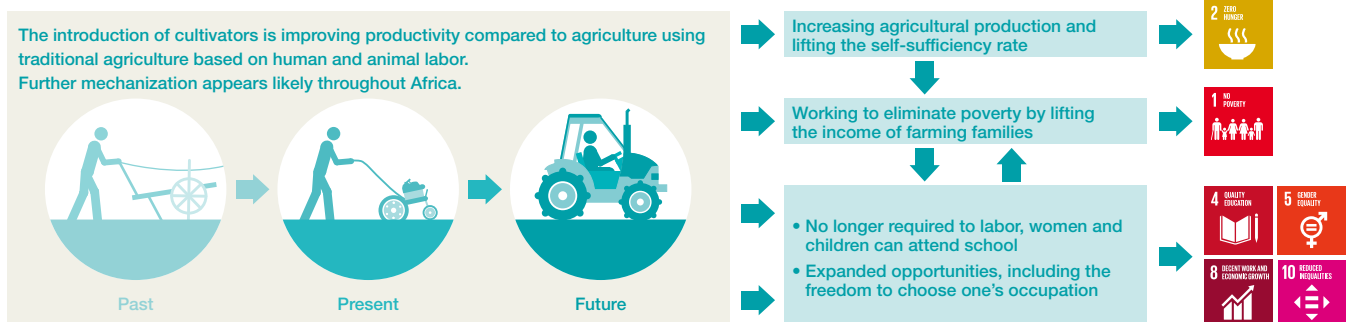 The introduction of cultivators is improving productivity compared to agriculture using
traditional agriculture based on human and animal labor.
Further mechanization appears likely throughout Africa.
Past
Present
Future
Increasing agricultural production and
lifting the self-sufficiency rate
Working to eliminate poverty by lifting
the income of farming families
• No longer required to labor, women and
children can attend school
• Expanded opportunities, including the
freedom to choose one’s occupation
2 ZERO
HUNGER
1 NO
POVERTY
4 QUALITY
EDUCATION
5 GENDER
EQUALITY
8 DECENT WORK AND
ECONOMIC GROWTH
10 REDUCED
INEQUALITIES